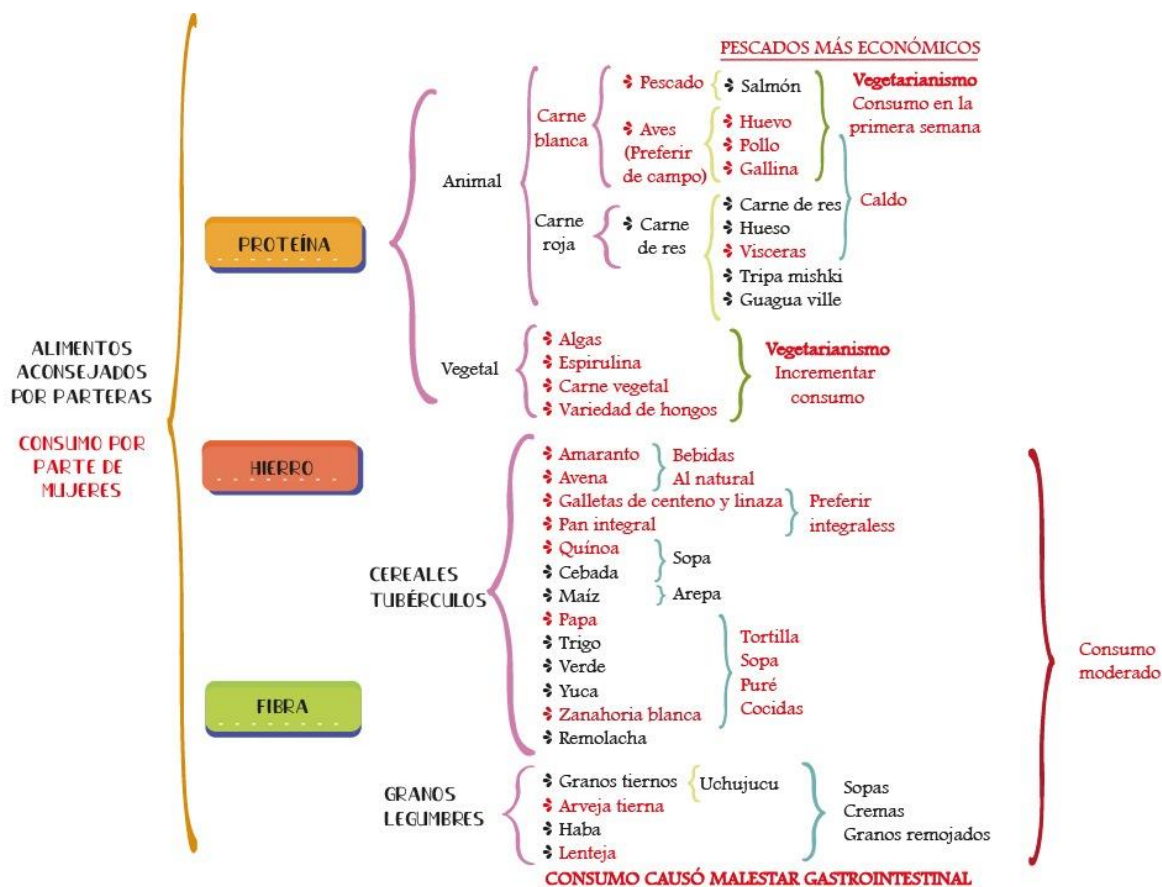 PESCADOS MÁS ECONÓMICOS
ALIMENTOS
ACONSEJADOS
POR PARTERAS
CONSUMO POR
PARTE DE
MUJERES
PROTEÍNA
Animal
Carne
blanca
Pescado
Salmón
Aves
(Preferir
de campo)
Huevo
Pollo
Gallina
Vegetarianismo
Consumo en la
primera semana
Carne
roja
Carne
de res
Carne de res
Hueso
Visceras
Tripa mishki
Guagua ville
Caldo
Vegetal
Algas
Espirulina
Carne vegetal
Variedad de hongos
Vegetarianismo
Incrementar
consumo
HIERRO
FIBRA
CEREALES
TUBÉRCULOS
Amaranto
Avena
Bebidas
Al natural
Galletas de centeno y linaza
Pan integral
Preferir
integraless
Quínoa
Cebada
Sopa
Maíz
Arepa
Papa
Trigo
Verde
Yuca
Zanahoria blanca
Remolacha
Tortilla
Sopa
Puré
Cocidas
GRANOS
LEGUMBRES
Granos tiernos
Uchujucu
Arveja tierna
Haba
Lenteja
Sopas
Cremas
Granos remojados
Consumo
moderado
CONSUMO CAUSÓ MALESTAR GASTROINTESTINAL